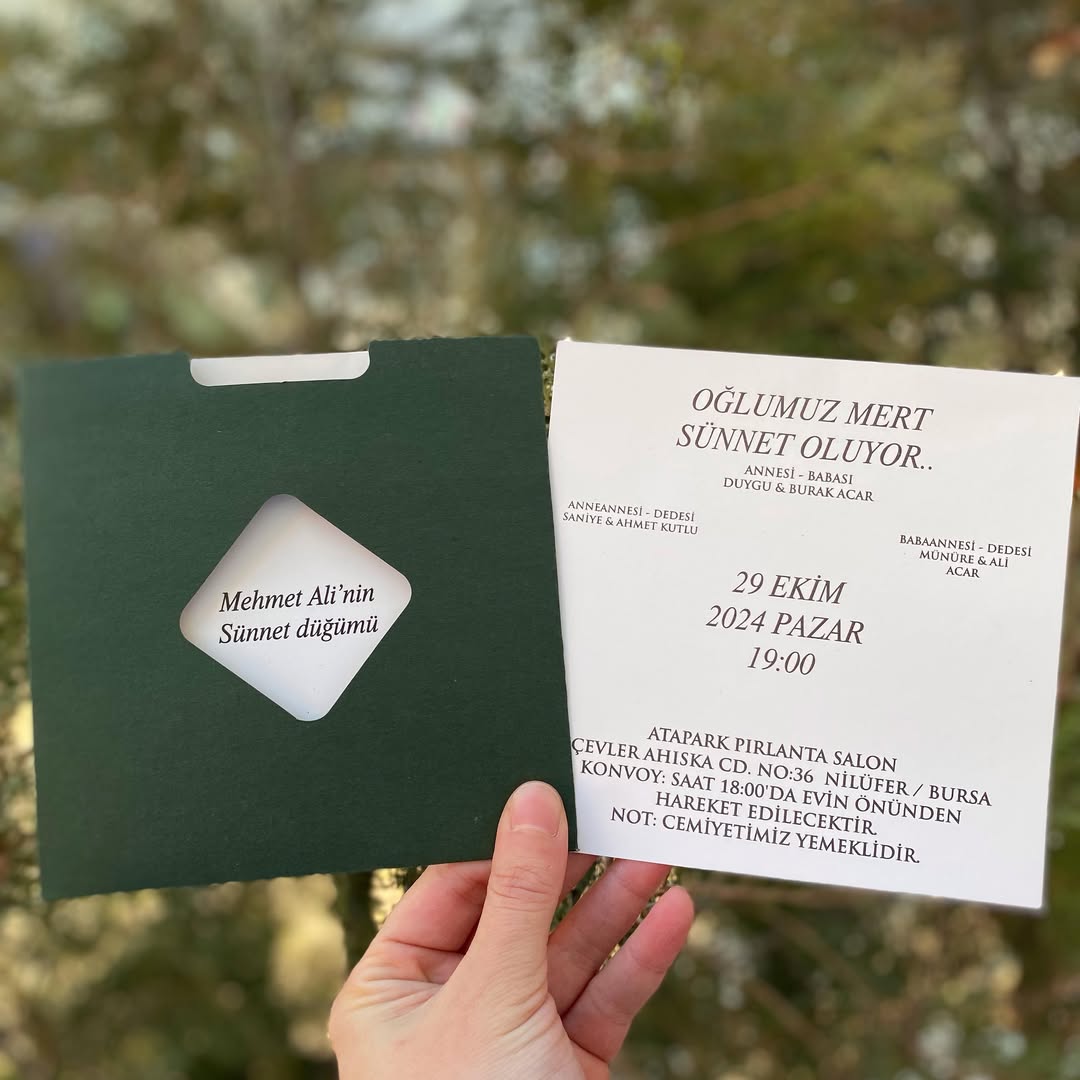 Mehmet Ali'nin
Sünnet düğümü
OĞLUMUZ MERT
SÜNNET OLUYOR..
ANNESİ - BABASI
DUYGU & BURAK ACAR
ANNEANNESİ - DEDESİ
SANİYE & AHMET KUTLU
BABAANNESİ - DEDESİ
MÜNÜRE & ALİ
ACAR
29 EKİM
2024 PAZAR
19:00
ATAPARK PIRLANTA SALON
ÇEVLER AHISKA CD. NO:36 NİLÜFER / BURSA
KONVOY: SAAT 18:00'DA EVİN ÖNÜNDEN
HAREKET EDİLECEKTİR.
NOT: CEMİYETİMİZ YEMEKLİDİR.